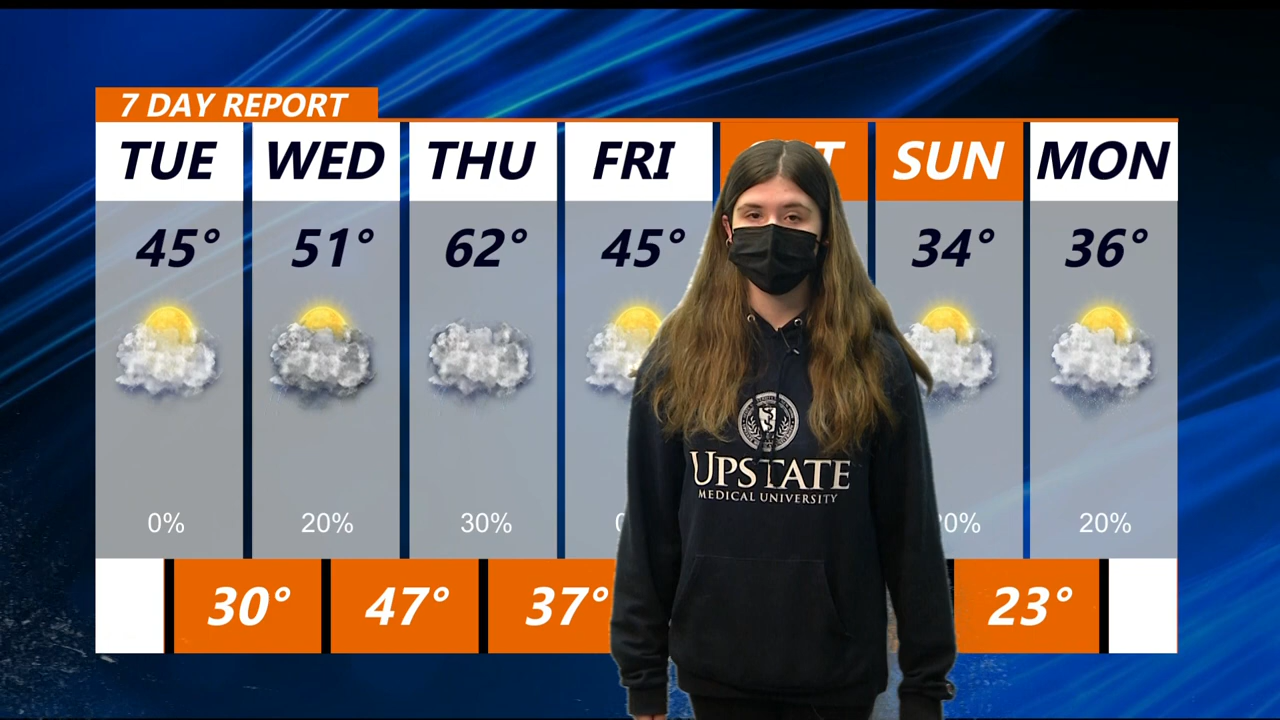 7 DAY REPORT
TUE WED THU FRI SUN MON
45° 51° 62° 45° 34° 36°
UPSTATE
MEDICAL UNIVERSITY
0% 20% 30% 20%
30° 47° 37° 23°